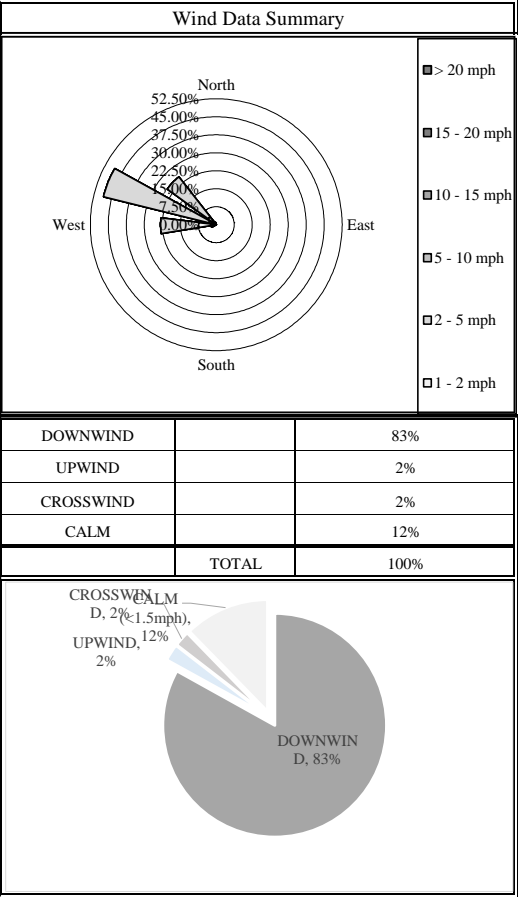 Wind Data Summary
North
52.50%
45.00%
37.50%
30.00%
22.50%
15.00%
7.50%
0.00%
West
East
South
> 20 mph
15 - 20 mph
10 - 15 mph
5 - 10 mph
2 - 5 mph
1 - 2 mph
DOWNWIND 83%
UPWIND 2%
CROSSWIND 2%
CALM 12%
TOTAL 100%
CROSSWIN
D, 2%
CALM
(<1.5mph),
12%
UPWIND,
2%
DOWNWIN
D, 83%